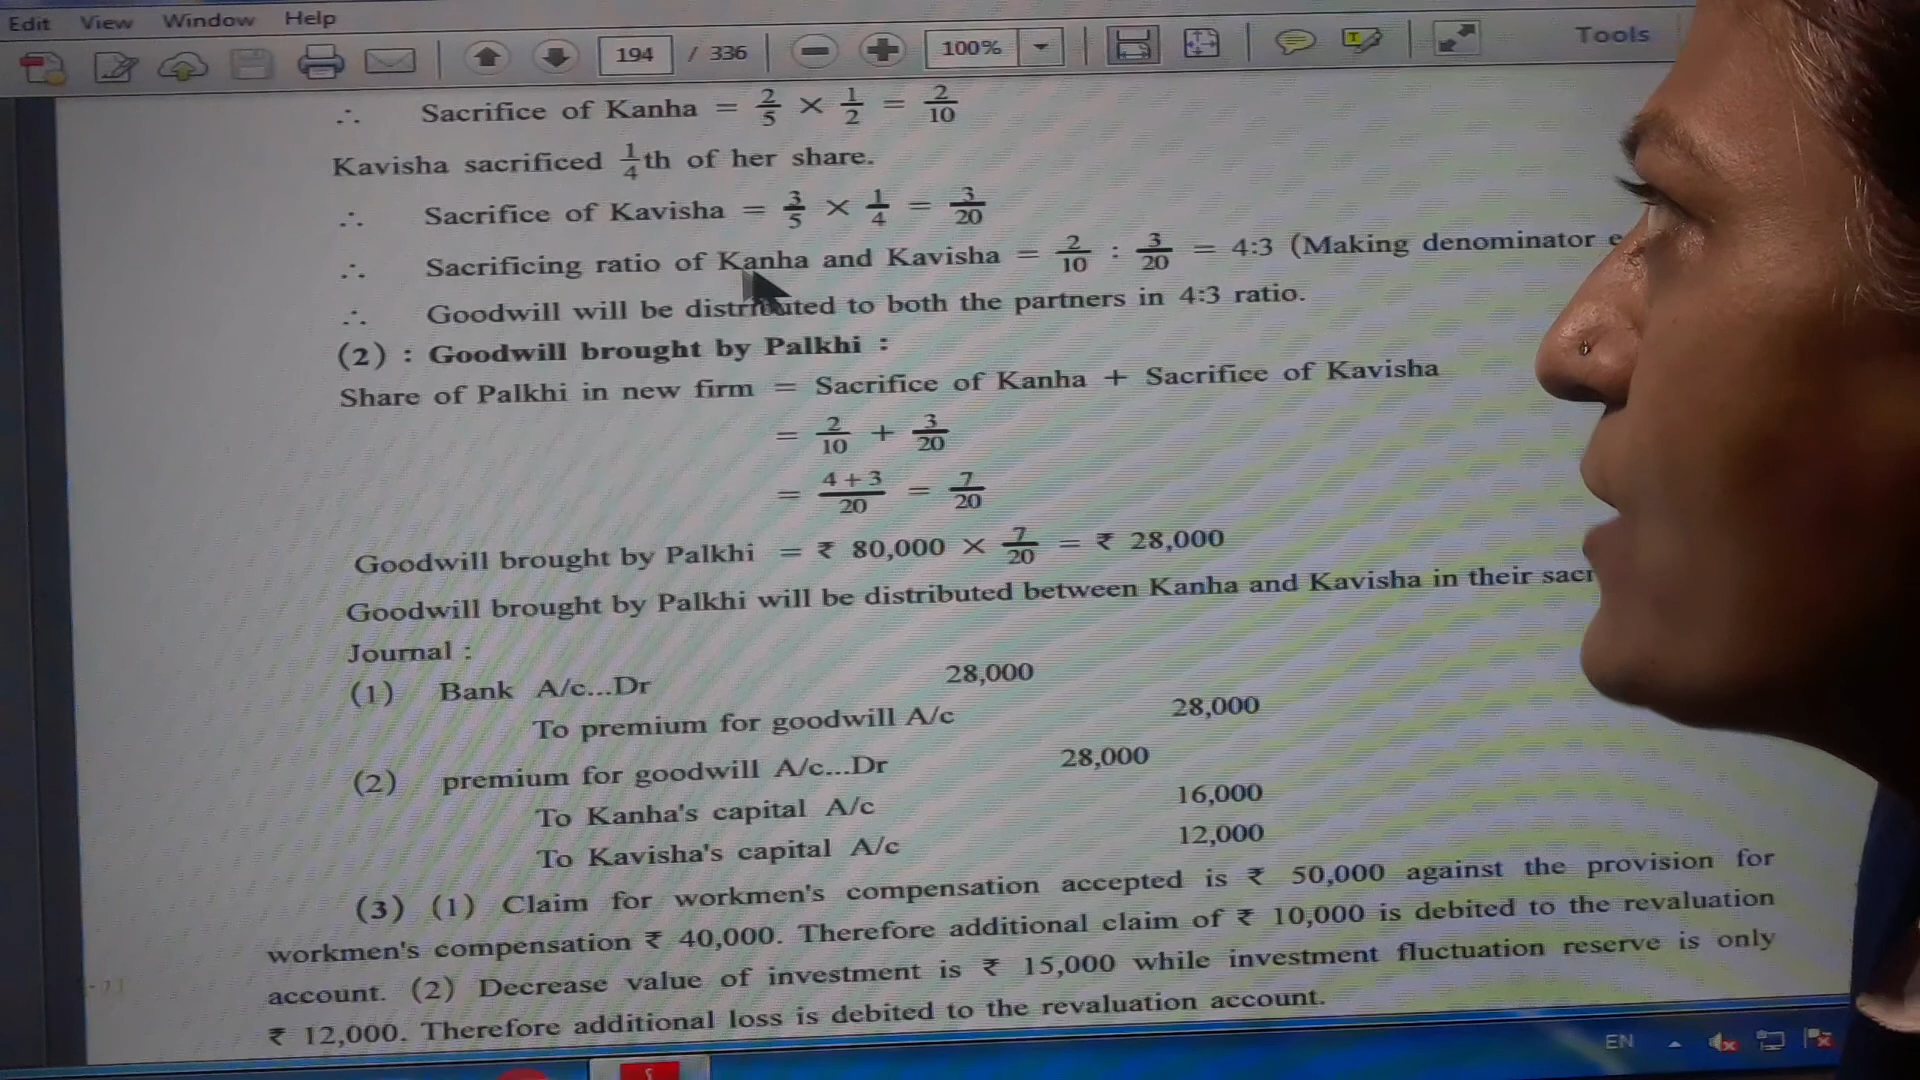 Edit View Window Help
194 / 336 100% Tools
∴ Sacrifice of Kanha = 2/5 × 1/2 = 2/10
Kavisha sacrificed 1/4th of her share.
∴ Sacrifice of Kavisha = 3/5 × 1/4 = 3/20
∴ Sacrificing ratio of Kanha and Kavisha = 2/10 : 3/20 = 4:3 (Making denominator
∴ Goodwill will be distributed to both the partners in 4:3 ratio.
(2) : Goodwill brought by Palkhi :
Share of Palkhi in new firm = Sacrifice of Kanha + Sacrifice of Kavisha
= 2/10 + 3/20
= 4+3/20 = 7/20
Goodwill brought by Palkhi = ₹ 80,000 × 7/20 = ₹ 28,000
Goodwill brought by Palkhi will be distributed between Kanha and Kavisha in their
Journal :
(1) Bank A/c...Dr 28,000
To premium for goodwill A/c 28,000
(2) premium for goodwill A/c...Dr 28,000
To Kanha's capital A/c 16,000
To Kavisha's capital A/c 12,000
(3) (1) Claim for workmen's compensation accepted is ₹ 50,000 against the provision for
workmen's compensation ₹ 40,000. Therefore additional claim of ₹ 10,000 is debited to the revaluation
account. (2) Decrease value of investment is ₹ 15,000 while investment fluctuation reserve is only
₹ 12,000. Therefore additional loss is debited to the revaluation account.
EN